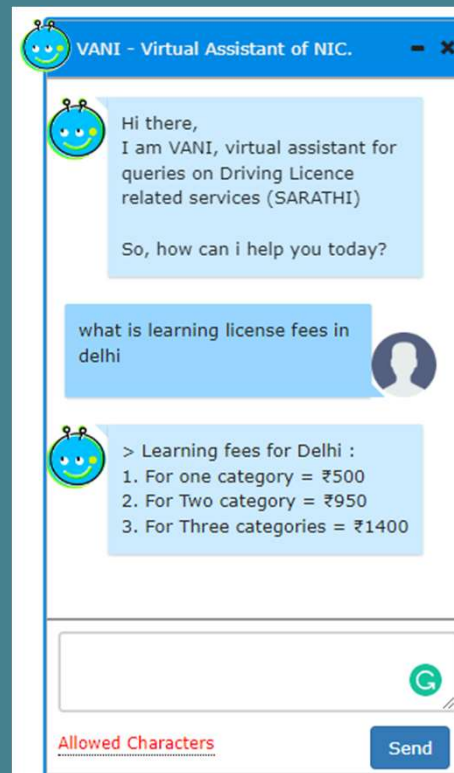 VANI - Virtual Assistant of NIC.
Hi there,
I am VANI, virtual assistant for
queries on Driving Licence
related services (SARATHI)
So, how can i help you today?
what is learning license fees in
delhi
> Learning fees for Delhi :
1. For one category = ₹500
2. For Two category = ₹950
3. For Three categories = ₹1400
Allowed Characters
Send